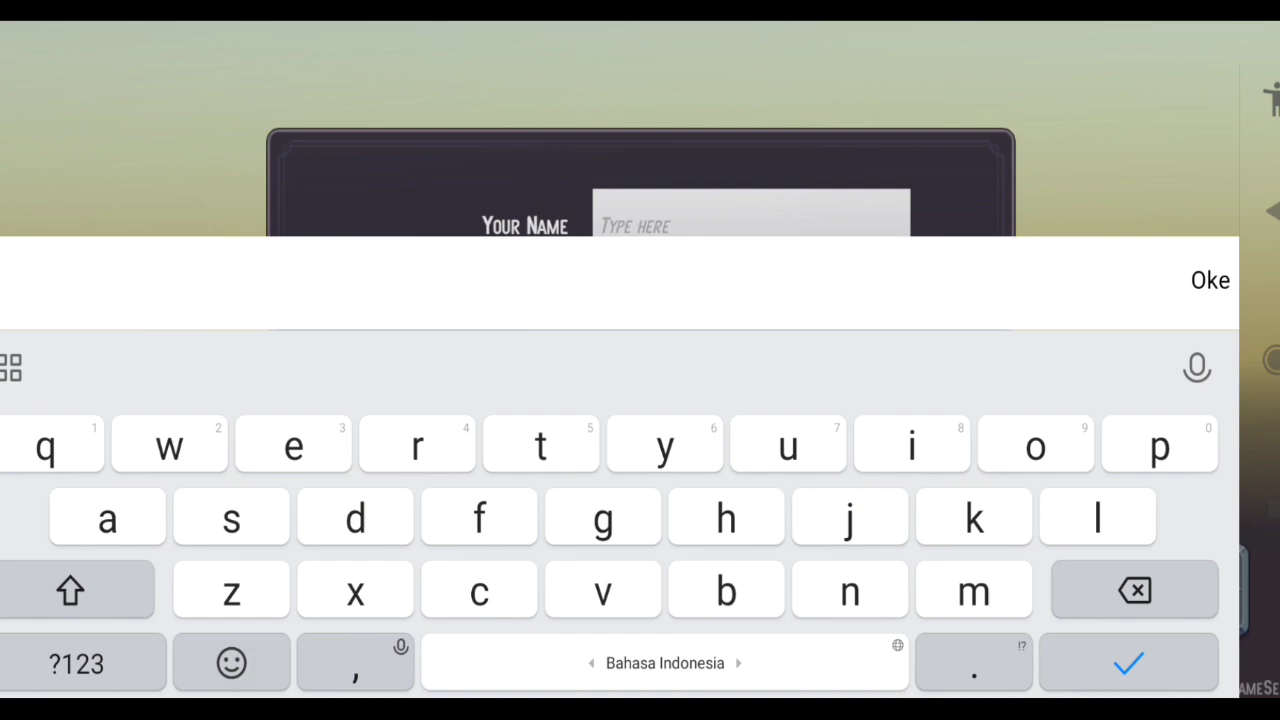 YOUR NAME TYPE HERE
Oke
q 1 w 2 e 3 r 4 t 5 y 6 u 7 i 8 o 9 p 0
a s d f g h j k l
z x c v b n m
?123 , Bahasa Indonesia . !?